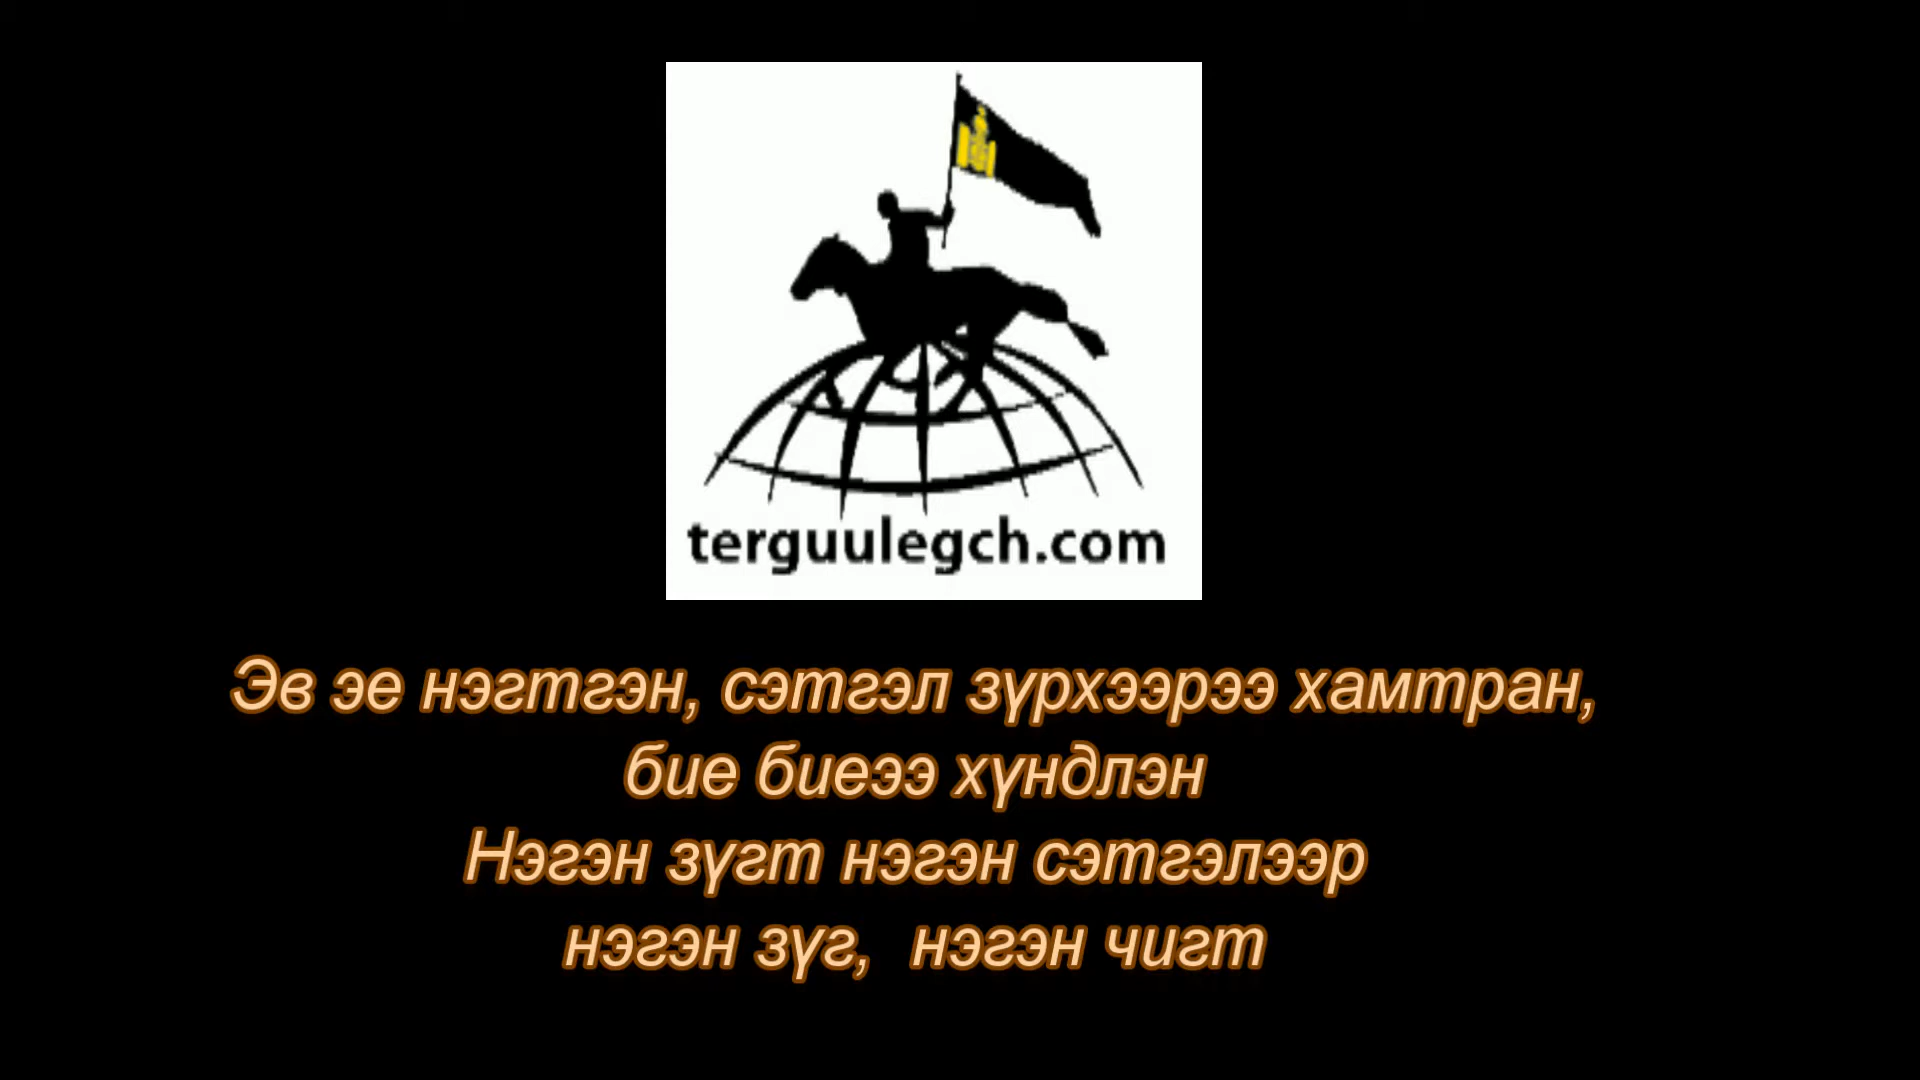 terguulegch.com
Эв эе нэгтгэн, сэтгэл зүрхээрээ хамтран,
бие биеээ хүндлэн
Нэгэн зүгт нэгэн сэтгэлээр
нэгэн зүг, нэгэн чигт